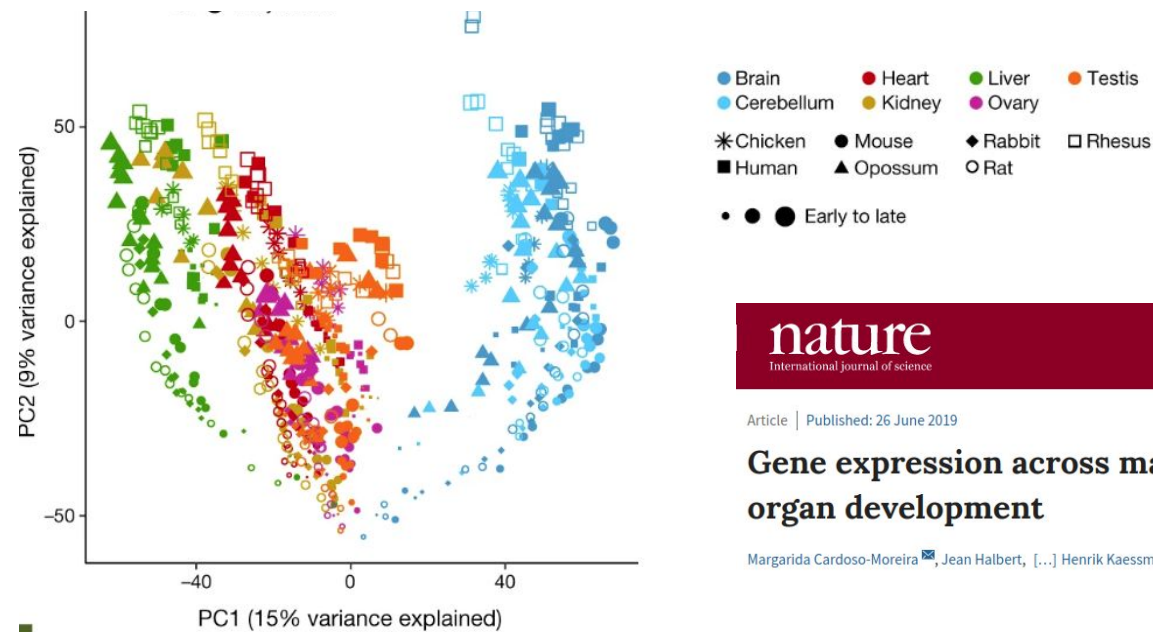 50
0
−50
PC2 (9% variance explained)
−40 0 40
PC1 (15% variance explained)
Brain Heart Liver Testis
Cerebellum Kidney Ovary
Chicken Mouse Rabbit Rhesus
Human Opossum Rat
Early to late
nature
International journal of science
Article | Published: 26 June 2019
Gene expression across ma
organ development
Margarida Cardoso-Moreira, Jean Halbert, […] Henrik Kaessm